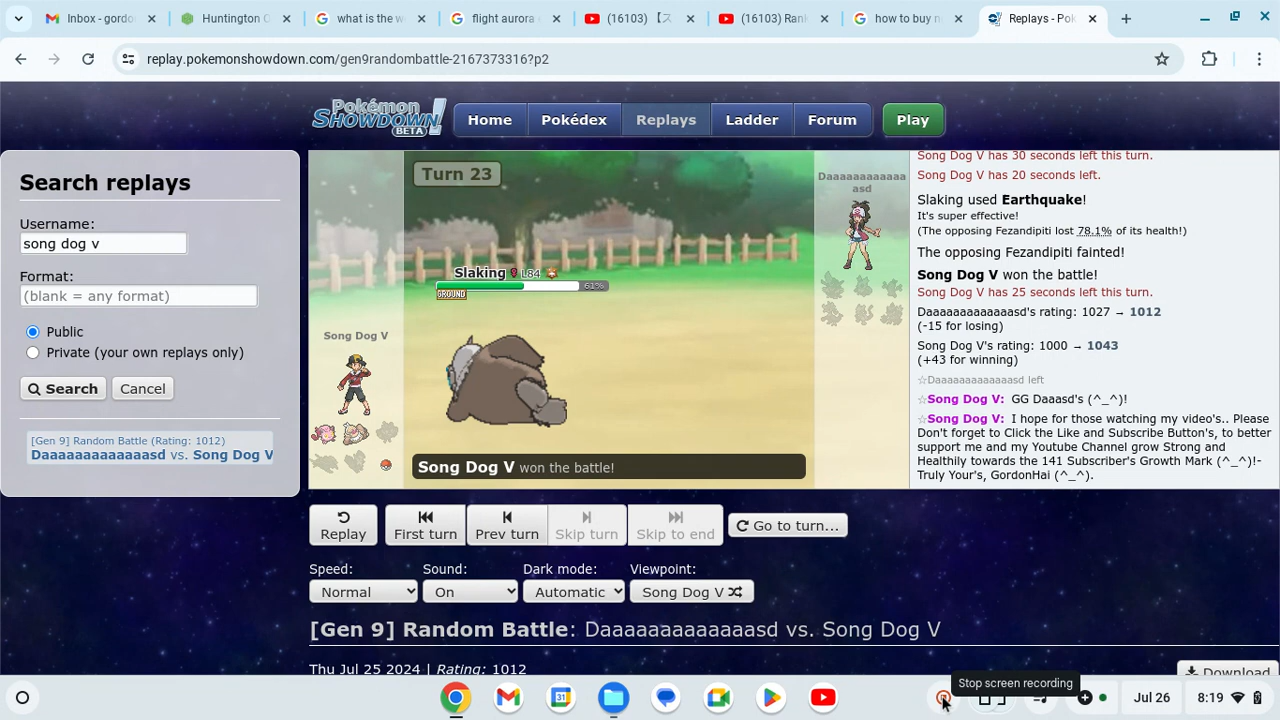 Inbox - gordo
Huntington C
what is the w
flight aurora
(16103) 【ス
(16103) Ran
how to buy n
Replays - Pok
replay.pokemonshowdown.com/gen9randombattle-2167373316?p2
Pokémon
SHOWDOWN!
BETA
Home
Pokédex
Replays
Ladder
Forum
Play
Search replays
Username:
song dog v
Format:
(blank = any format)
Public
Private (your own replays only)
Search
Cancel
[Gen 9] Random Battle (Rating: 1012)
Daaaaaaaaaaaaasd vs. Song Dog V
Turn 23
Slaking L84
61%
GROUND
Song Dog V
Daaaaaaaaaaaa
asd
Song Dog V won the battle!
Song Dog V has 30 seconds left this turn.
Song Dog V has 20 seconds left.
Slaking used Earthquake!
It's super effective!
(The opposing Fezandipiti lost 78.1% of its health!)
The opposing Fezandipiti fainted!
Song Dog V won the battle!
Song Dog V has 25 seconds left this turn.
Daaaaaaaaaaaaasd's rating: 1027 → 1012
(-15 for losing)
Song Dog V's rating: 1000 → 1043
(+43 for winning)
☆Daaaaaaaaaaaaasd left
☆Song Dog V: GG Daaasd's (^_^)!
☆Song Dog V: I hope for those watching my video's.. Please
Don't forget to Click the Like and Subscribe Button's, to better
support me and my Youtube Channel grow Strong and
Healhily towards the 141 Subscriber's Growth Mark (^_^)!-
Truly Your's, GordonHai (^_^).
Replay
First turn
Prev turn
Skip turn
Skip to end
Go to turn...
Speed:
Sound:
Dark mode:
Viewpoint:
Normal
On
Automatic
Song Dog V
[Gen 9] Random Battle: Daaaaaaaaaaaaasd vs. Song Dog V
Thu Jul 25 2024 | Rating: 1012
Download
Stop screen recording
31
Jul 26
8:19